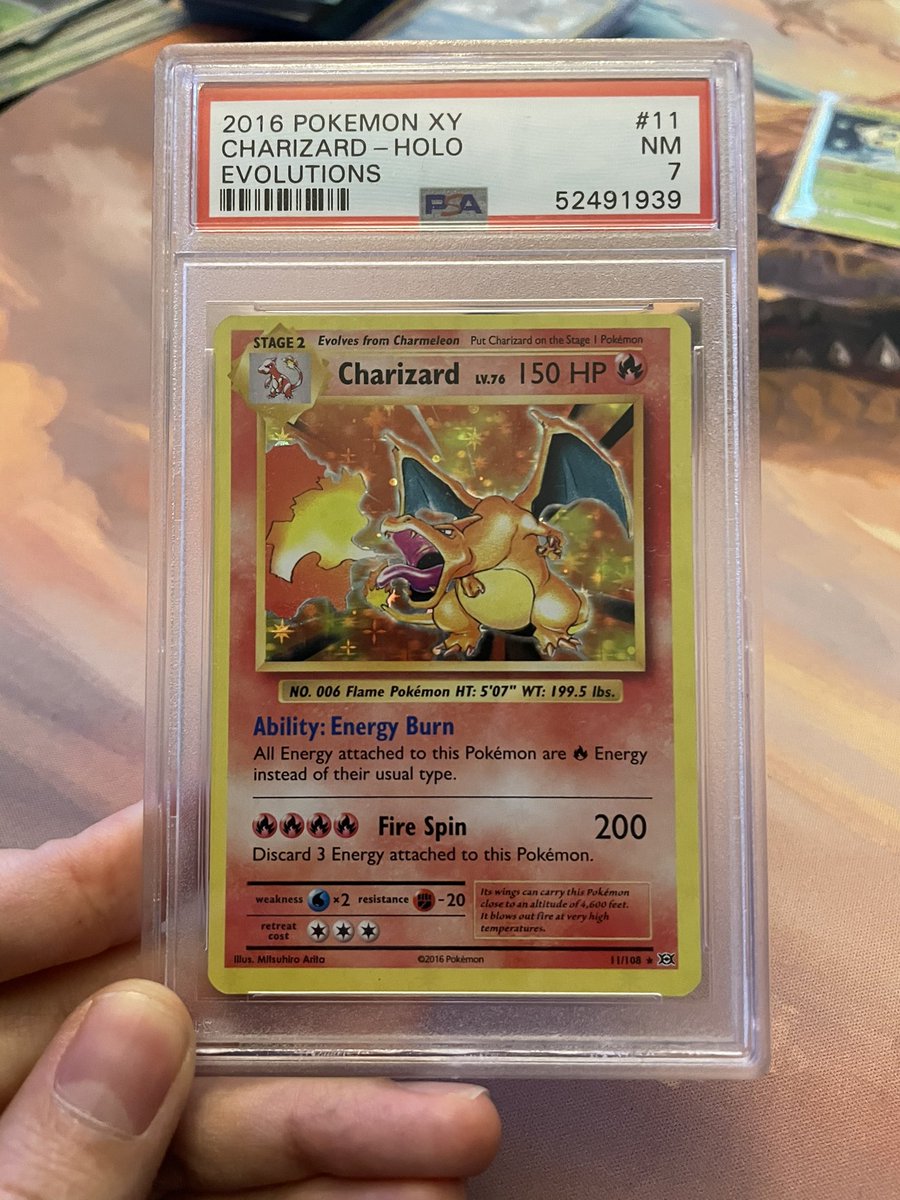 2016 POKEMON XY #11
CHARIZARD - HOLO NM
EVOLUTIONS 7
PSA 52491939
STAGE 2 Evolves from Charmeleon Put Charizard on the Stage 1 Pokémon
Charizard LV.76 150 HP
NO. 006 Flame Pokémon HT: 5'07" WT: 199.5 lbs.
Ability: Energy Burn
All Energy attached to this Pokémon are Energy
instead of their usual type.
Fire Spin 200
Discard 3 Energy attached to this Pokémon.
weakness ×2 resistance -20
retreat
cost
Its wings can carry this Pokémon
close to an altitude of 4,600 feet.
It blows out fire at very high
temperatures.
Illus. Mitsuhiro Arita ©2016 Pokémon 11/108 ★